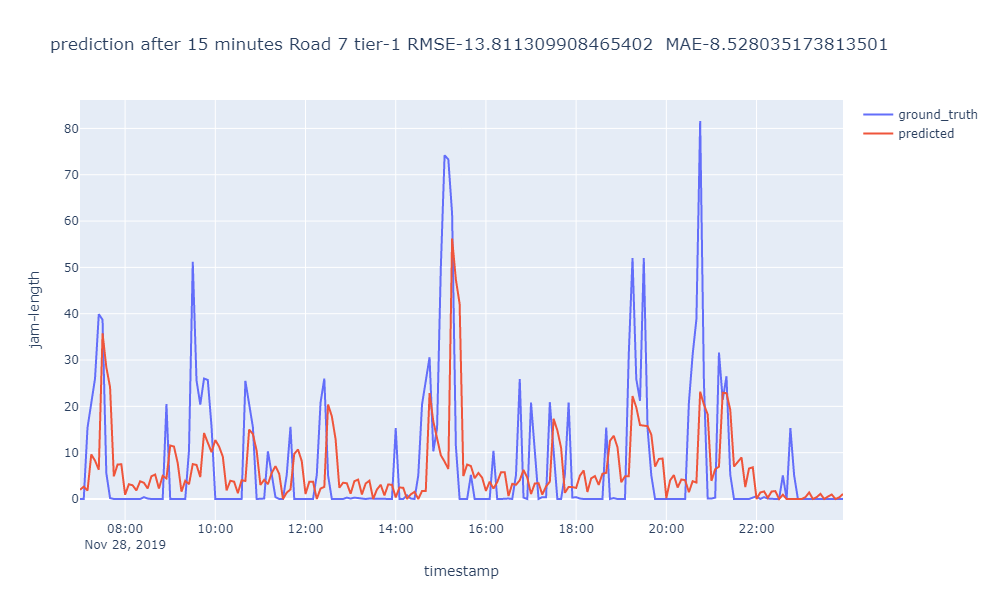 prediction after 15 minutes Road 7 tier-1 RMSE-13.811309908465402  MAE-8.528035173813501
ground_truth
predicted
80
70
60
50
40
30
20
10
0
jam-length
08:00 10:00 12:00 14:00 16:00 18:00 20:00 22:00
Nov 28, 2019
timestamp